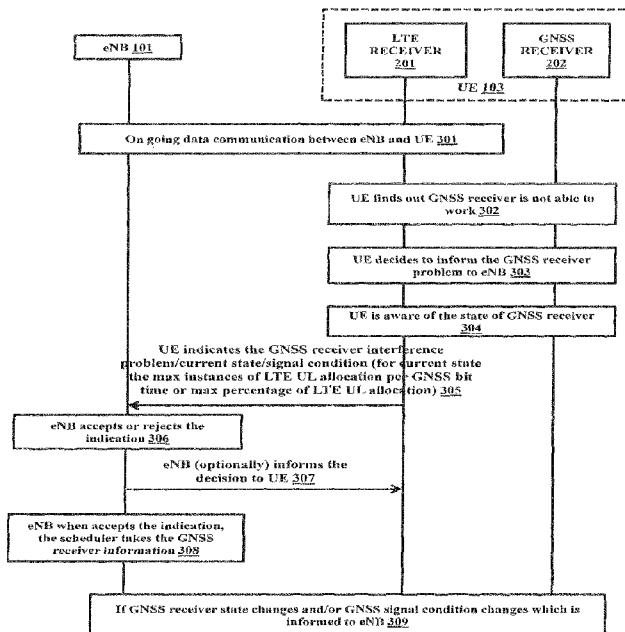 eNB 101
LTE
RECEIVER
201
GNSS
RECEIVER
202
UE 103
On going data communication between eNB and UE 301
UE finds out GNSS receiver is not able to
work 302
UE decides to inform the GNSS receiver
problem to eNB 303
UE is aware of the state of GNSS receiver
304
UE indicates the GNSS receiver interference
problem/current state/signal condition (for current state
the max instances of LTE UL allocation per GNSS bit
time or max percentage of LTE UL allocation) 305
eNB accepts or rejects the
indication 306
eNB (optionally) informs the
decision to UE 307
eNB when accepts the indication,
the scheduler takes the GNSS
receiver information 308
If GNSS receiver state changes and/or GNSS signal condition changes which is
informed to eNB 309